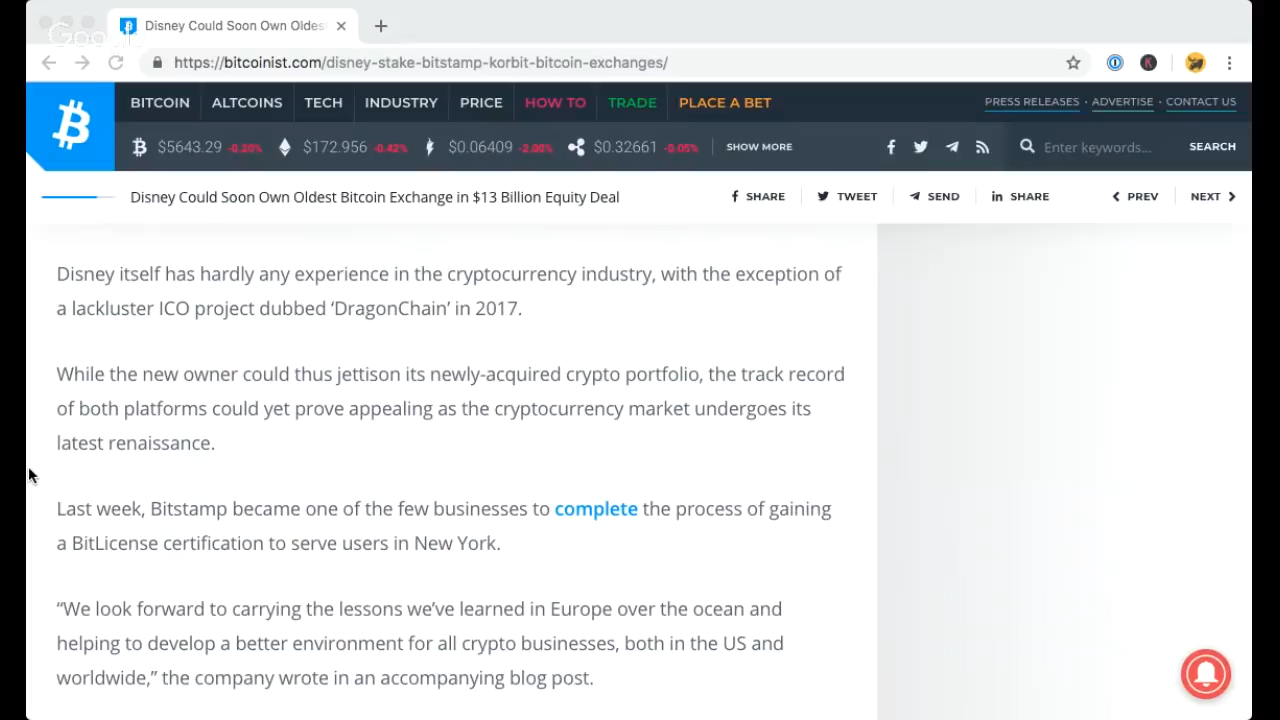 Disney Could Soon Own Oldes
https://bitcoinist.com/disney-stake-bitstamp-korbit-bitcoin-exchanges/
BITCOIN ALTCOINS TECH INDUSTRY PRICE HOW TO TRADE PLACE A BET PRESS RELEASES · ADVERTISE · CONTACT US
$5643.29 -0.20% $172.956 -0.42% $0.06409 -2.00% $0.32661 -0.05% SHOW MORE Enter keywords... SEARCH
Disney Could Soon Own Oldest Bitcoin Exchange in $13 Billion Equity Deal SHARE TWEET SEND SHARE PREV NEXT
Disney itself has hardly any experience in the cryptocurrency industry, with the exception of
a lackluster ICO project dubbed ‘DragonChain’ in 2017.
While the new owner could thus jettison its newly-acquired crypto portfolio, the track record
of both platforms could yet prove appealing as the cryptocurrency market undergoes its
latest renaissance.
Last week, Bitstamp became one of the few businesses to complete the process of gaining
a BitLicense certification to serve users in New York.
“We look forward to carrying the lessons we’ve learned in Europe over the ocean and
helping to develop a better environment for all crypto businesses, both in the US and
worldwide,” the company wrote in an accompanying blog post.